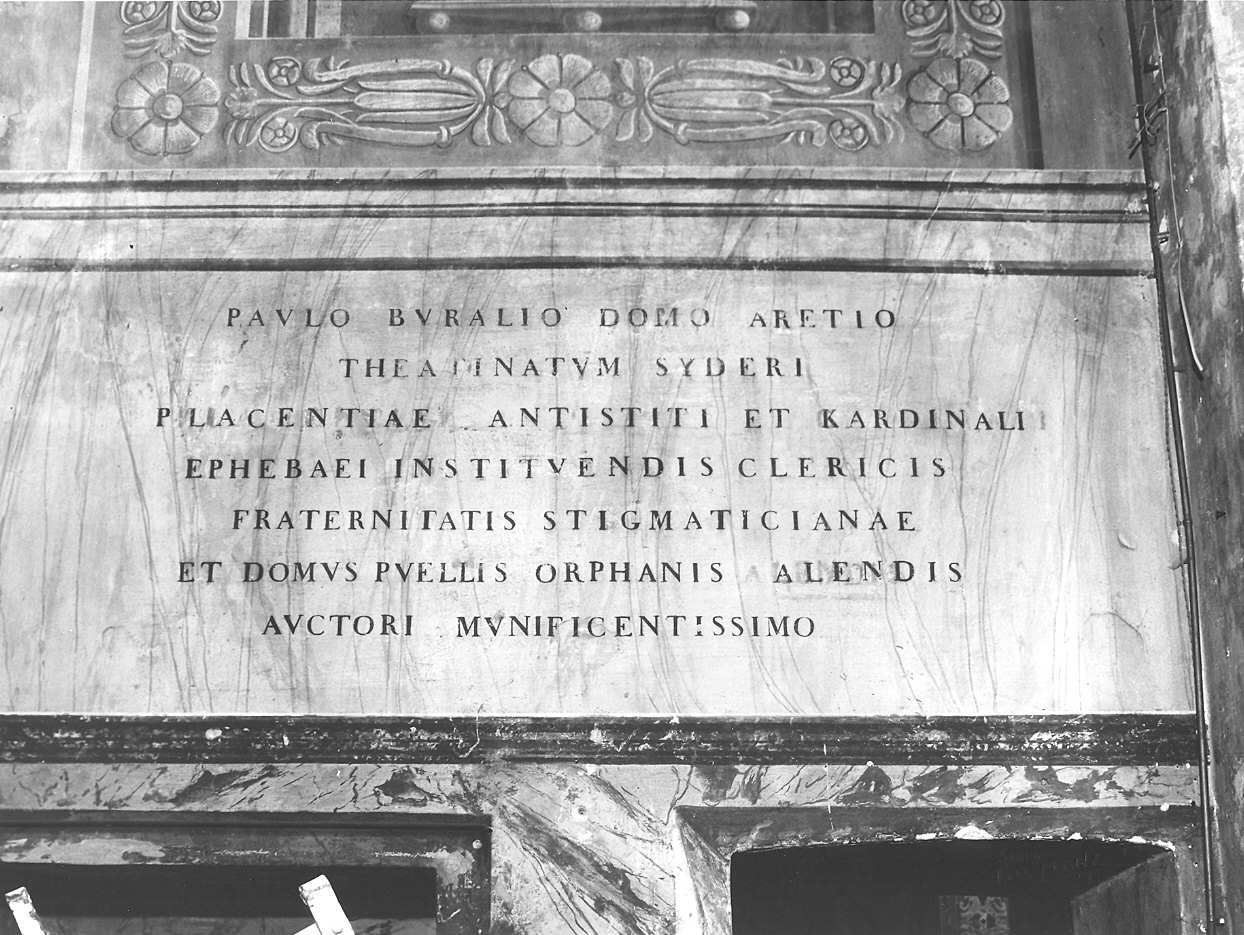 PAVLO BVRALIO DOMO ARETIO
THEATINATVM SYDERI
PLACENTIAE ANTISTITI ET KARDINALI
EPHEBAEI INSTITVENDIS CLERICIS
FRATERNITATIS STIGMATICIANAE
ET DOMVS PVELLIS ORPHANIS ALENDIS
AVCTORI MVNIFICENTISSIMO